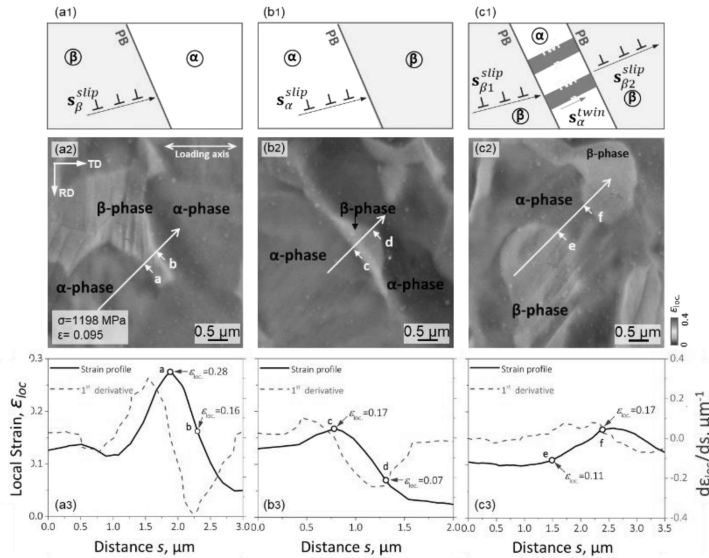 (a1)
(b1)
(c1)
PB
β
α
s_β^slip
PB
α
β
s_α^slip
PB
α
PB
s_β1^slip
s_β2^slip
β
β
s_α^twin
(a2)
Loading axis
TD
RD
β-phase
α-phase
b
a
α-phase
σ=1198 MPa
ε= 0.095
0.5 μm
(b2)
β-phase
d
c
α-phase
α-phase
0.5 μm
(c2)
β-phase
α-phase
f
e
β-phase
0.5 μm
ε_loc.
0.4
0
Local Strain, ε_loc
0.3
0.2
0.1
0.0
Strain profile
1st derivative
a
ε_loc.=0.28
ε_loc.=0.16
b
(a3)
0.0 0.5 1.0 1.5 2.0 2.5 3.0
Distance s, μm
Strain profile
1st derivative
c
ε_loc.=0.17
d
ε_loc.=0.07
(b3)
0.0 0.5 1.0 1.5 2.0
Distance s, μm
Strain profile
1st derivative
ε_loc.=0.17
f
e
ε_loc.=0.11
(c3)
0.0 0.5 1.0 1.5 2.0 2.5 3.0 3.5
Distance s, μm
0.4
0.2
0.0
-0.2
-0.4
dε_loc/ds, μm⁻¹